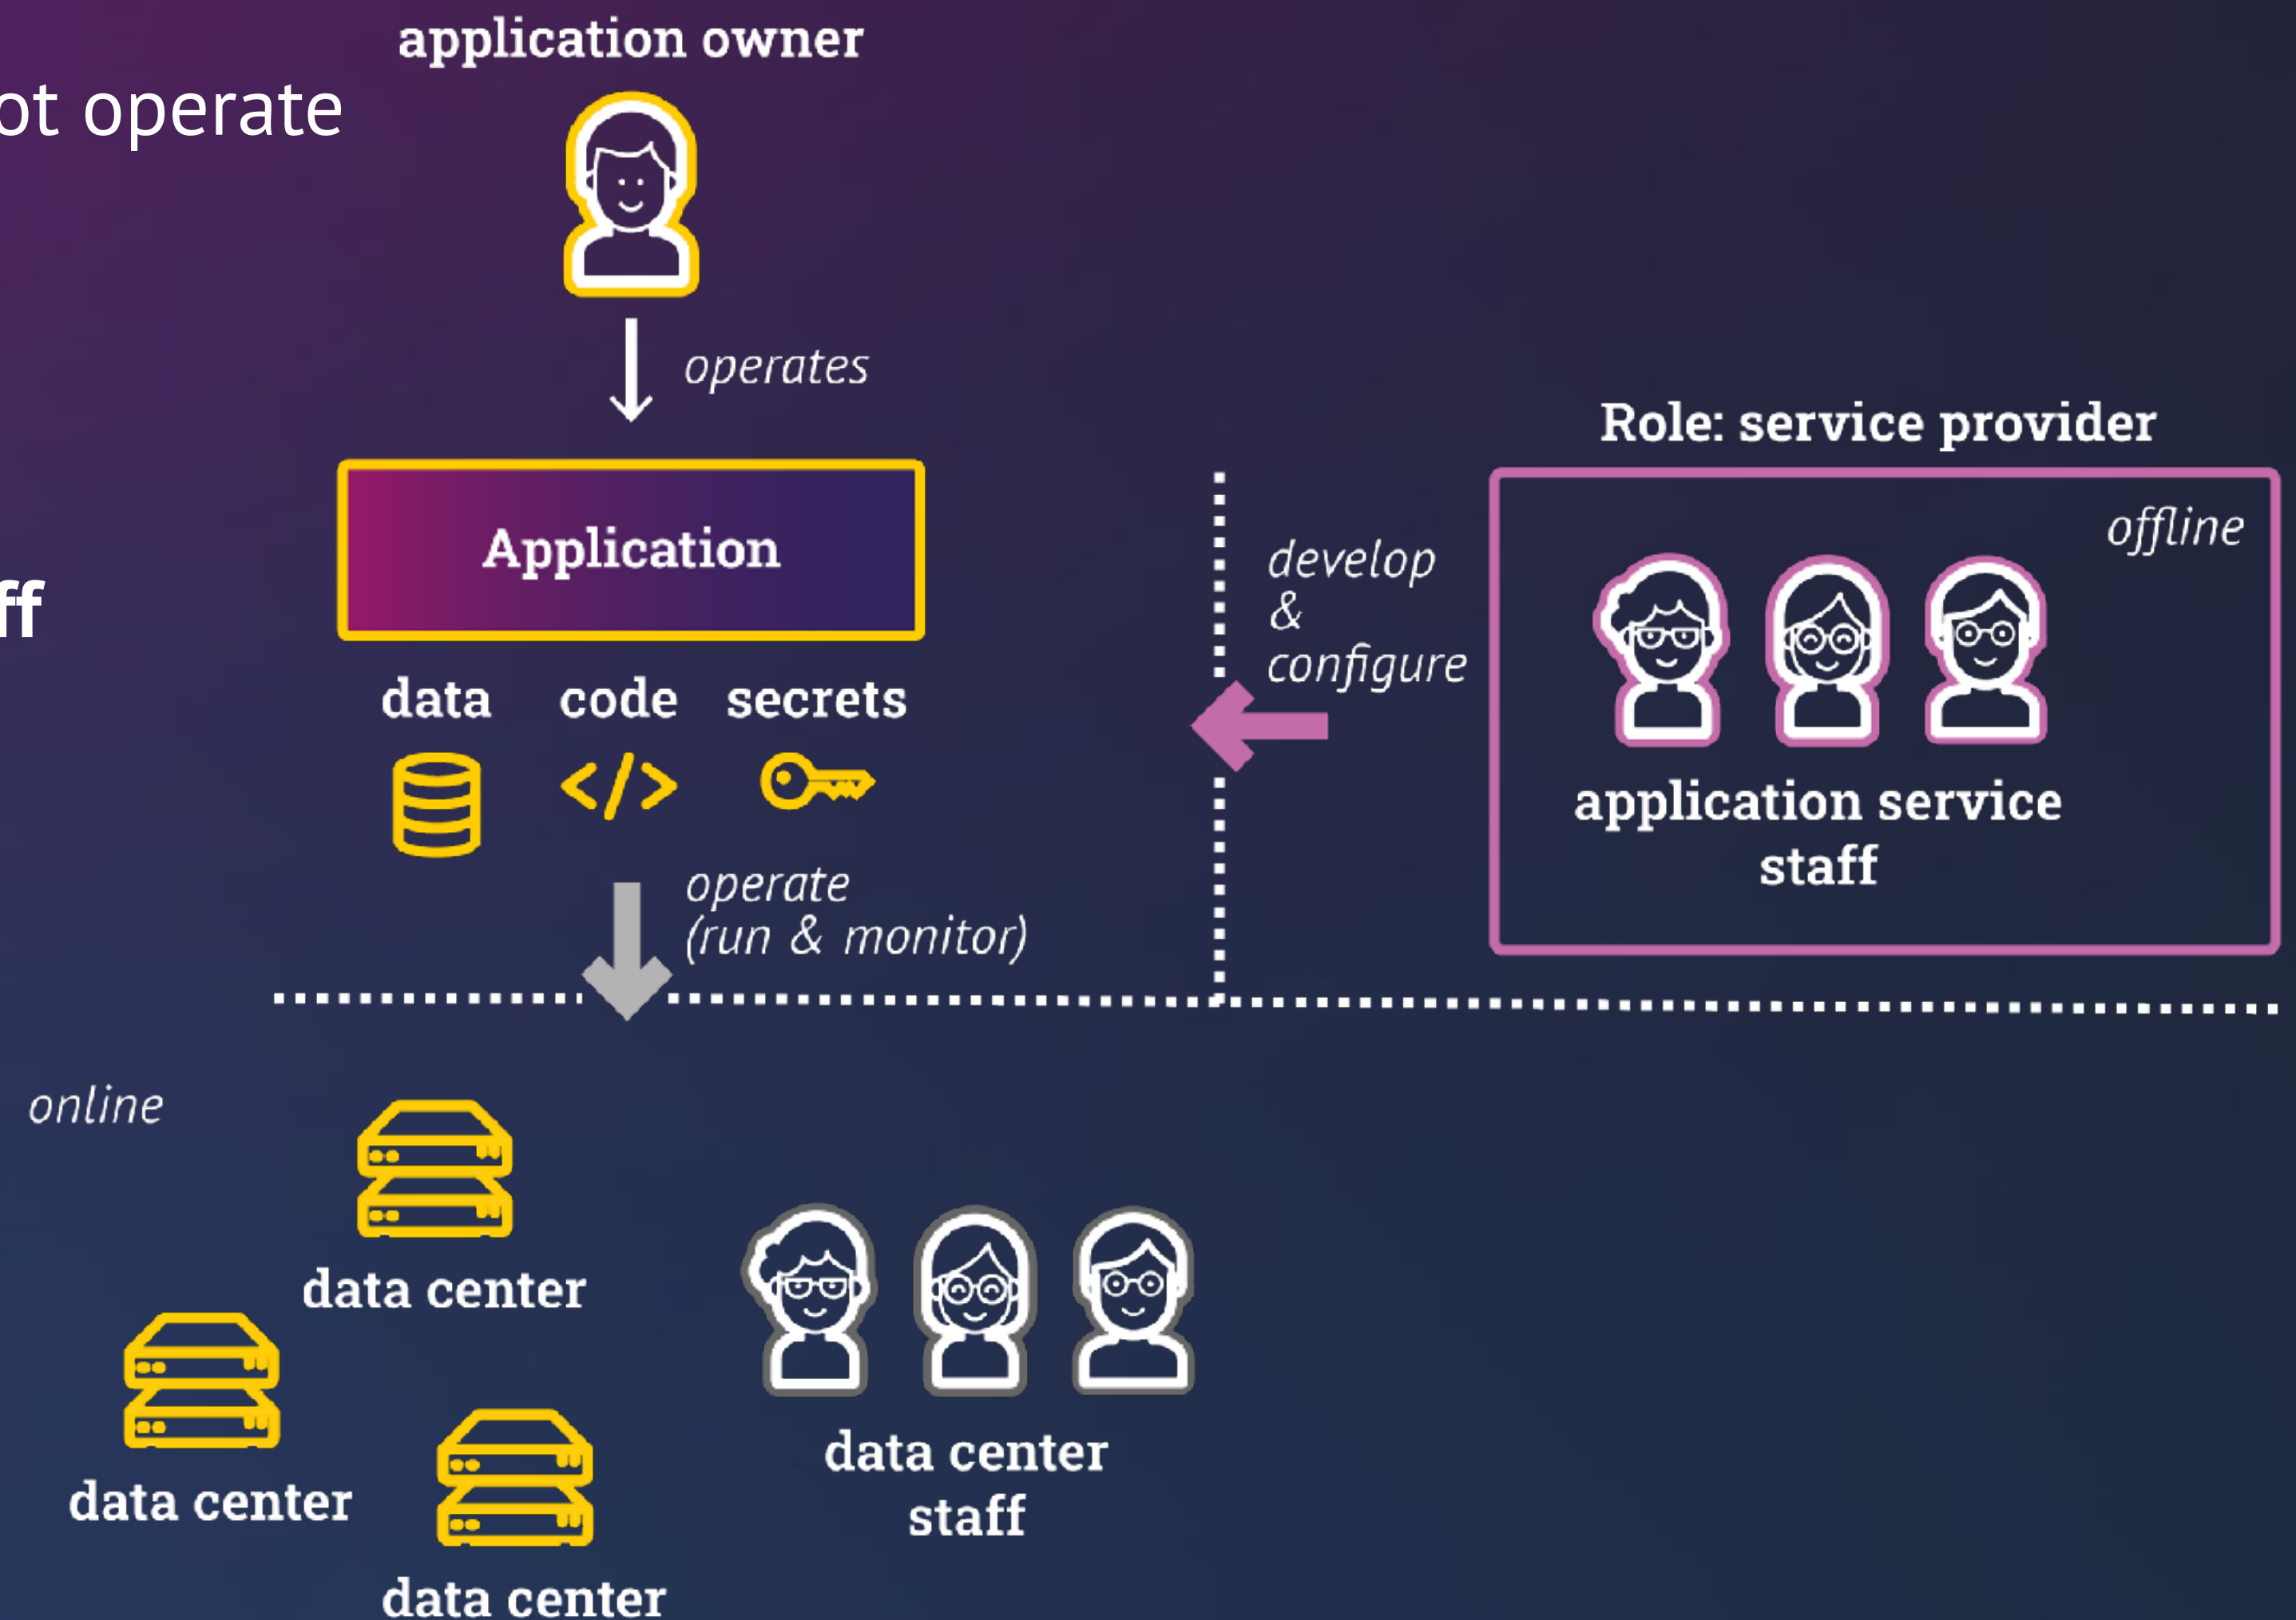 application owner
ot operate
operates
Role: service provider
offline
Application
develop
&
configure
ff
data code secrets
application service
staff
operate
(run & monitor)
online
data center
data center
staff
data center
data center